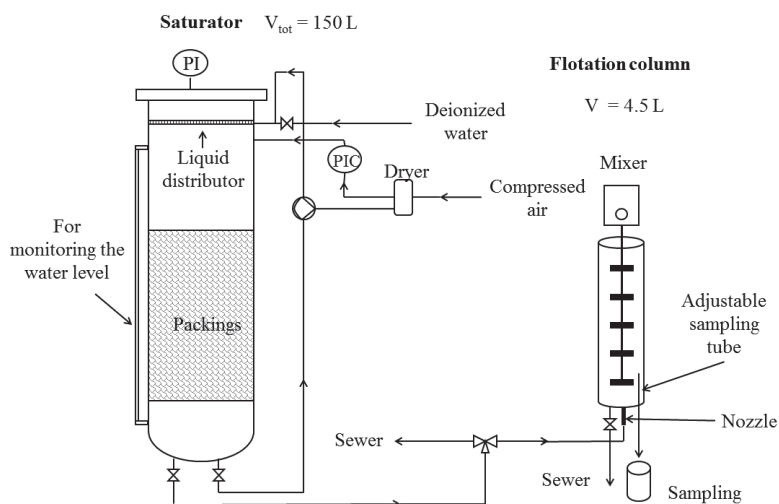 Saturator V_tot = 150 L
PI
Flotation column
V = 4.5 L
Deionized
water
Liquid
distributor
PIC
Dryer
Mixer
Compressed
air
For
monitoring the
water level
Packings
Adjustable
sampling
tube
Nozzle
Sewer
Sewer
Sampling